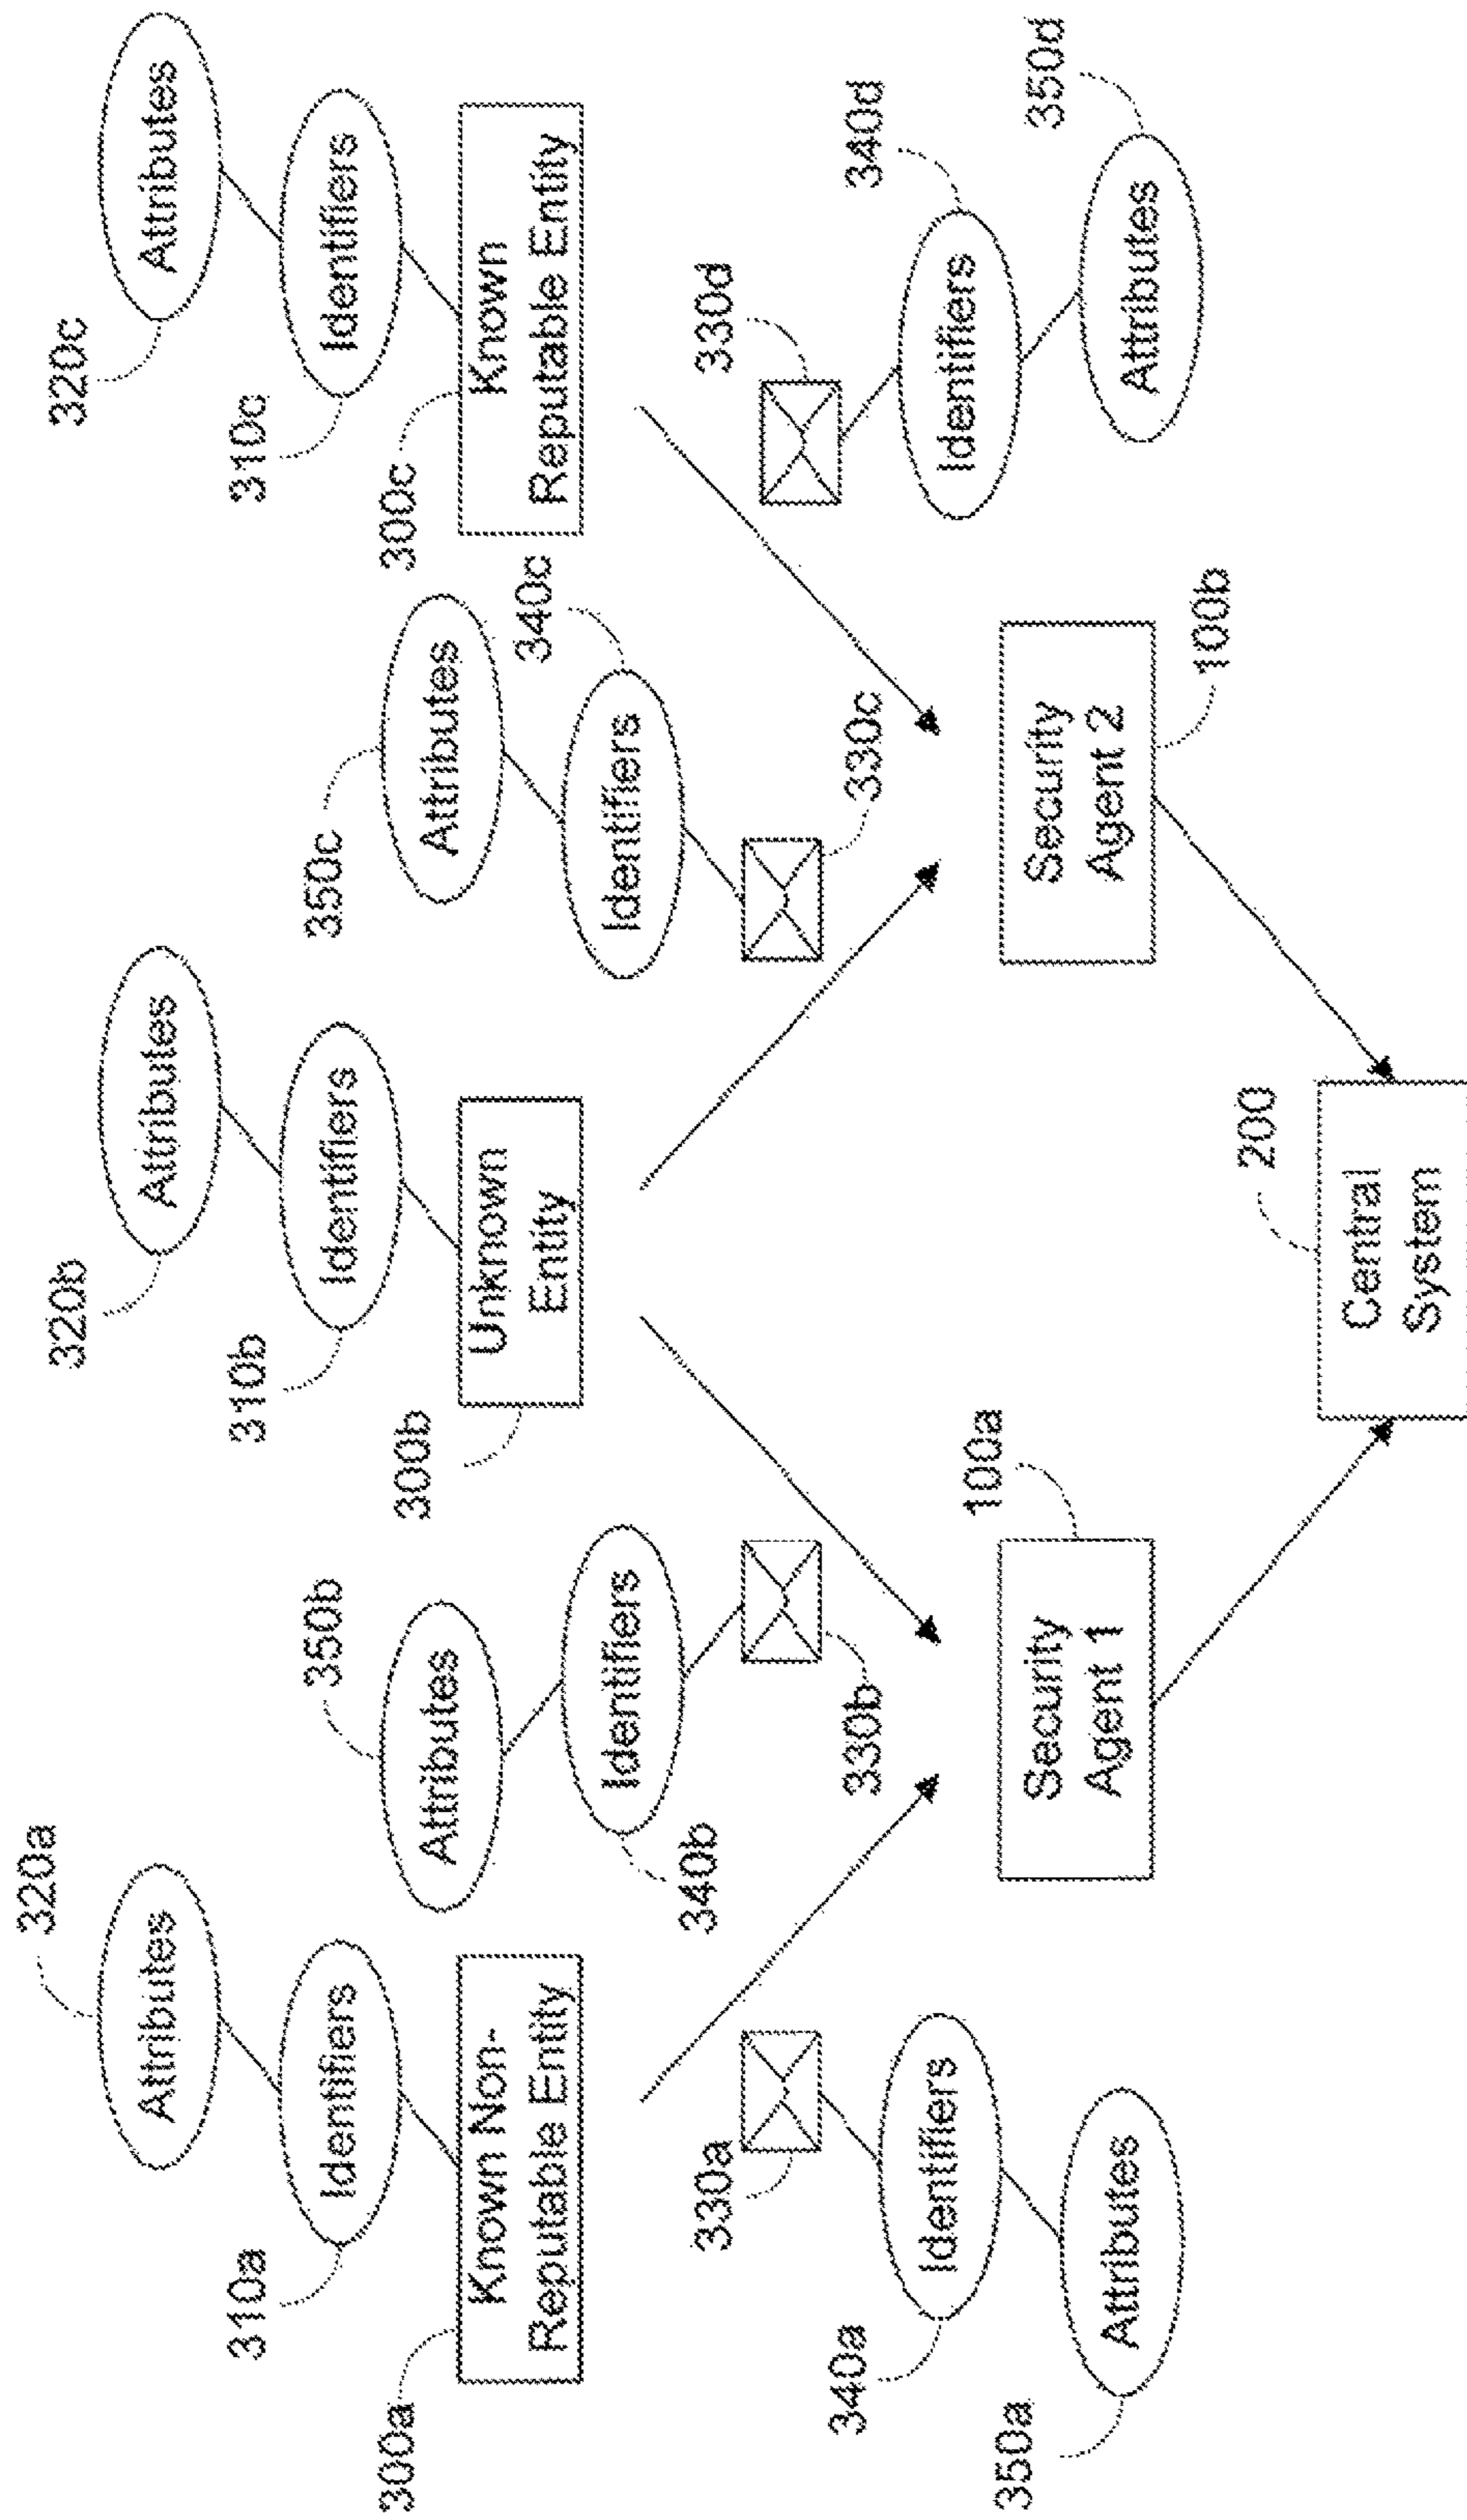 320a
Attributes
320b
Attributes
320c
Attributes
310a
Identifiers
310b
Identifiers
310c
Identifiers
350b
Attributes
350c
Attributes
300a
Known Non-
Reputable Entity
300b
Unknown
Entity
300c
Known
Reputable Entity
340b
Identifiers
340c
Identifiers
330a
330b
330c
330d
340a
Identifiers
340d
Identifiers
350a
Attributes
350d
Attributes
100a
Security
Agent 1
100b
Security
Agent 2
200
Central
System